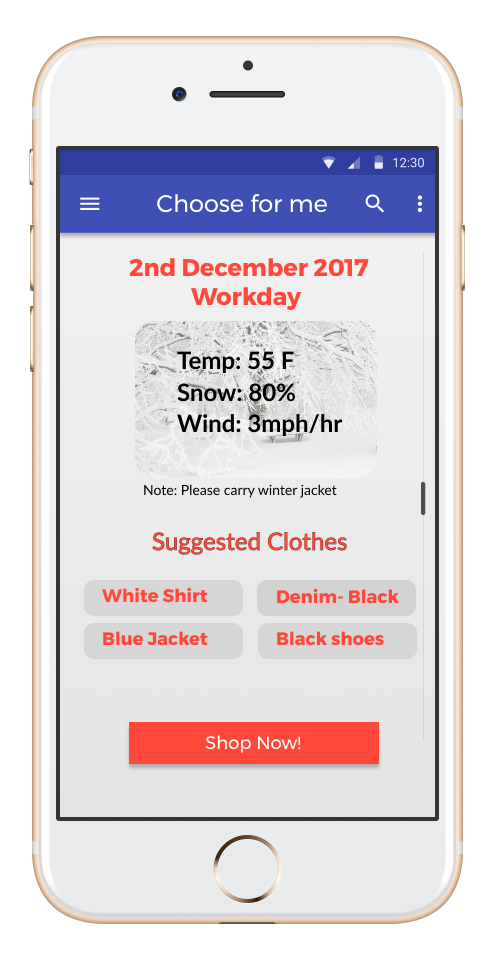 12:30
Choose for me
2nd December 2017
Workday
Temp: 55 F
Snow: 80%
Wind: 3mph/hr
Note: Please carry winter jacket
Suggested Clothes
White Shirt
Denim- Black
Blue Jacket
Black shoes
Shop Now!